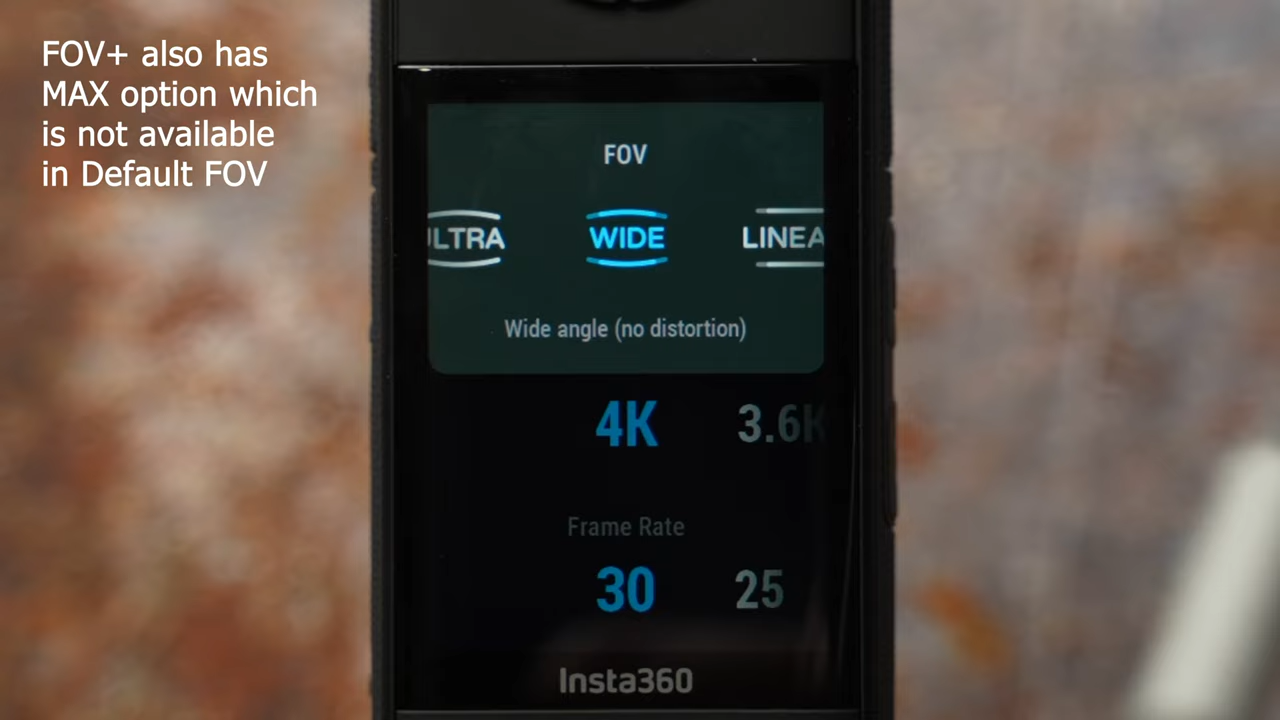 FOV+ also has
MAX option which
is not available
in Default FOV
FOV
LTRA WIDE LINEA
Wide angle (no distortion)
4K 3.6K
Frame Rate
30 25
Insta360